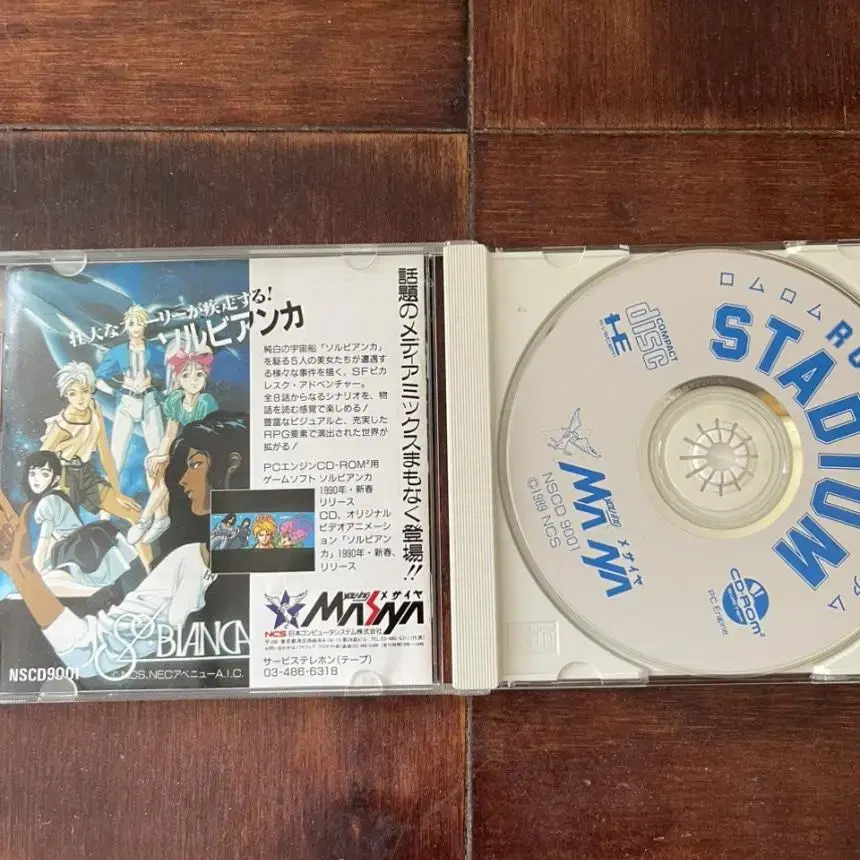 壮大なストーリーが疾走する!
ソルビアンカ
話題のメディアミックスまもなく登場!!
純白の宇宙船「ソルビアンカ」
を駆る5人の美女たちが遭遇す
る様々な事件を描く、SFピカ
レスク・アドベンチャー。
全8話からなるシナリオを、物
語を読む感覚で楽しめる!
豊富なビジュアルと、充実した
RPG要素で演出された世界が
拡がる!
PCエンジンCD-ROM²用
ゲームソフト ソルビアンカ
1990年・新春
リリース
CD、オリジナル
ビデオアニメーシ
ョン「ソルビアン
カ」1990年・新春、
リリース
メサイヤ
MASAYA
NCS 日本コンピュータシステム株式会社
サービステレホン(テープ)
03-486-6318
BIANCA
NSCD9001
©NCS.NECアベニュー A.I.C.
ロムロム
STADIUM
COMPACT
disc
HE
メサイヤ
MASAYA
NSCD 9001
©1989 NCS
CD-ROM²
PC Engine